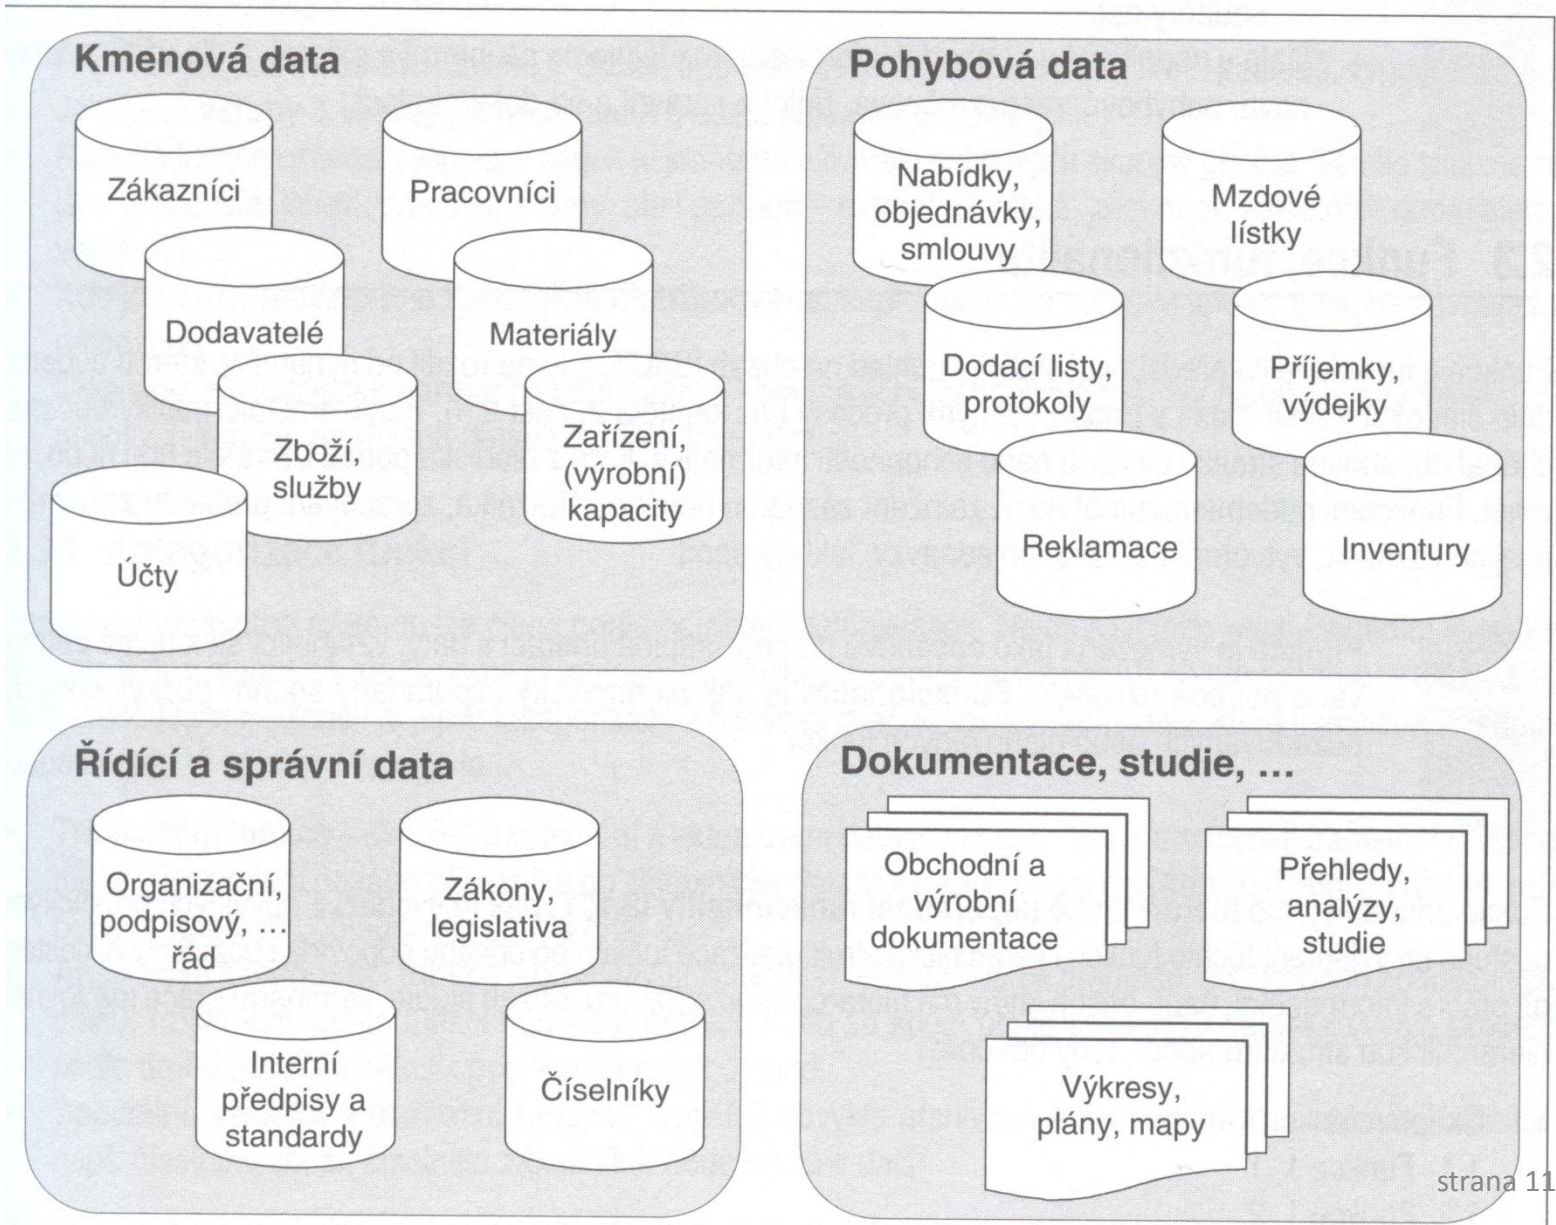 Kmenová data
Zákazníci
Pracovníci
Dodavatelé
Materiály
Zboží,
služby
Zařízení,
(výrobní)
kapacity
Účty
Pohybová data
Nabídky,
objednávky,
smlouvy
Mzdové
lístky
Dodací listy,
protokoly
Příjemky,
výdejky
Reklamace
Inventury
Řídící a správní data
Organizační,
podpisový, ...
řád
Zákony,
legislativa
Interní
předpisy a
standardy
Číselníky
Dokumentace, studie, ...
Obchodní a
výrobní
dokumentace
Přehledy,
analýzy,
studie
Výkresy,
plány, mapy
strana 11